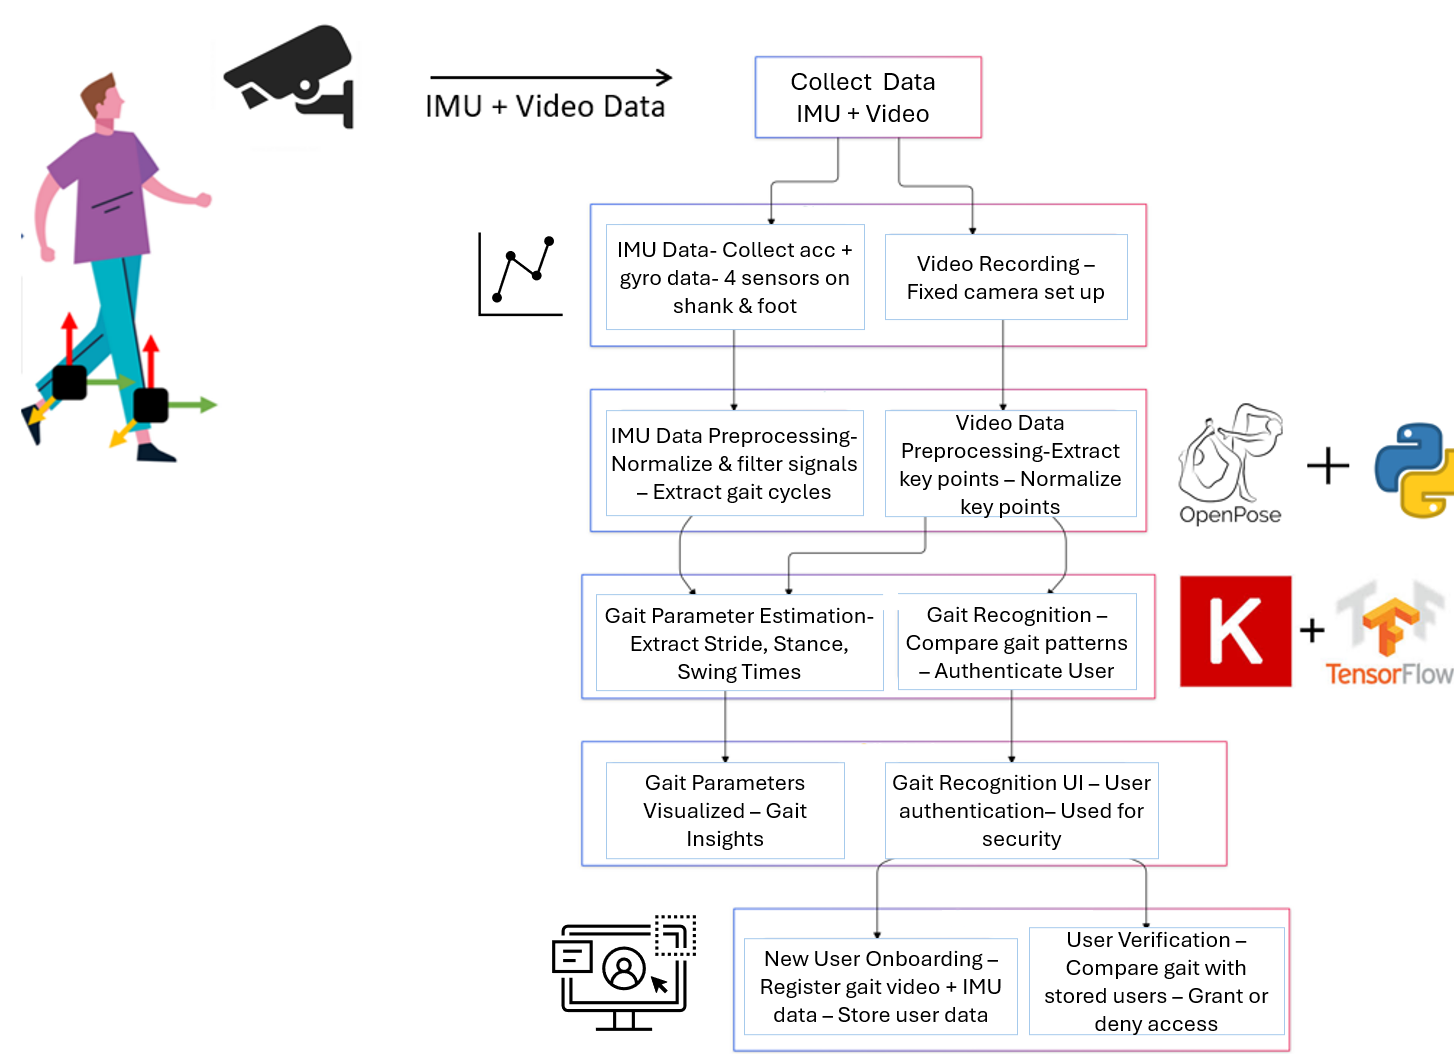 IMU + Video Data
Collect Data
IMU + Video
IMU Data- Collect acc +
gyro data- 4 sensors on
shank & foot
Video Recording –
Fixed camera set up
IMU Data Preprocessing-
Normalize & filter signals
– Extract gait cycles
Video Data
Preprocessing-Extract
key points – Normalize
key points
OpenPose
+
Gait Parameter Estimation-
Extract Stride, Stance,
Swing Times
Gait Recognition –
Compare gait patterns
– Authenticate User
K
+
TF
TensorFlow
Gait Parameters
Visualized – Gait
Insights
Gait Recognition UI – User
authentication– Used for
security
New User Onboarding –
Register gait video + IMU
data – Store user data
User Verification –
Compare gait with
stored users – Grant or
deny access